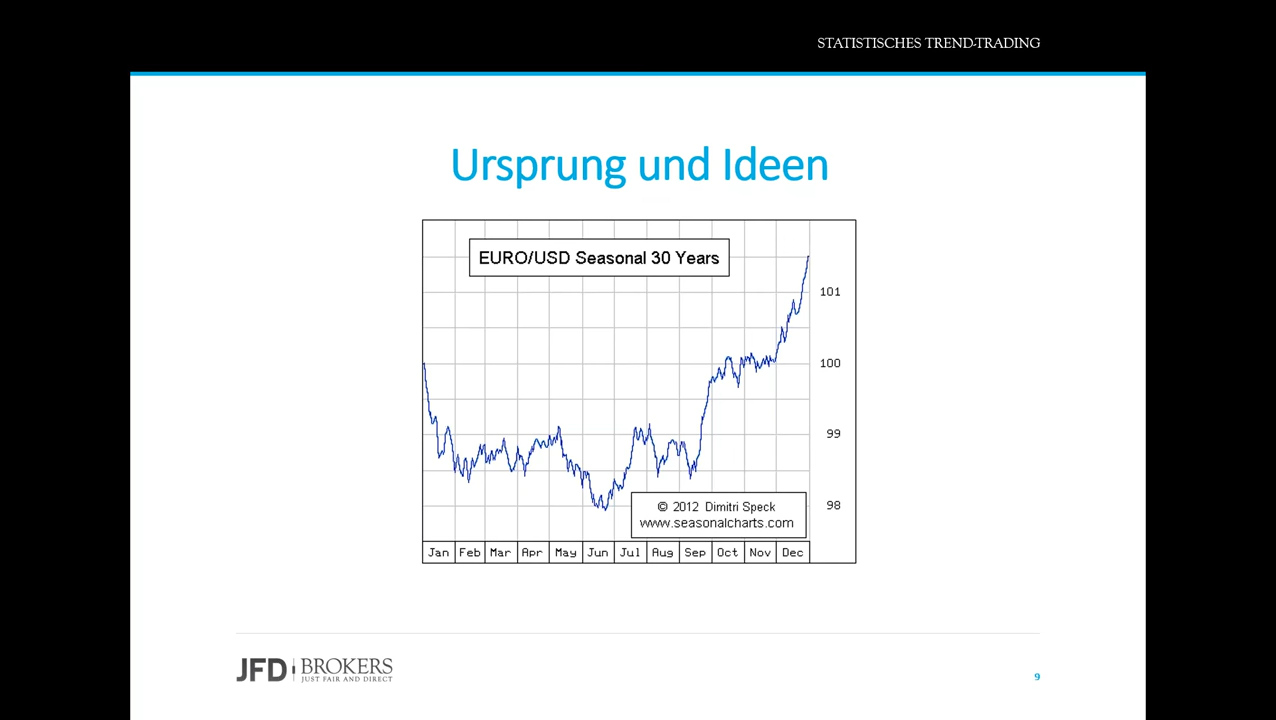 STATISTISCHES TREND-TRADING
Ursprung und Ideen
EURO/USD Seasonal 30 Years
101
100
99
98
© 2012 Dimitri Speck
www.seasonalcharts.com
Jan Feb Mar Apr May Jun Jul Aug Sep Oct Nov Dec
JFD BROKERS
JUST FAIR AND DIRECT
9